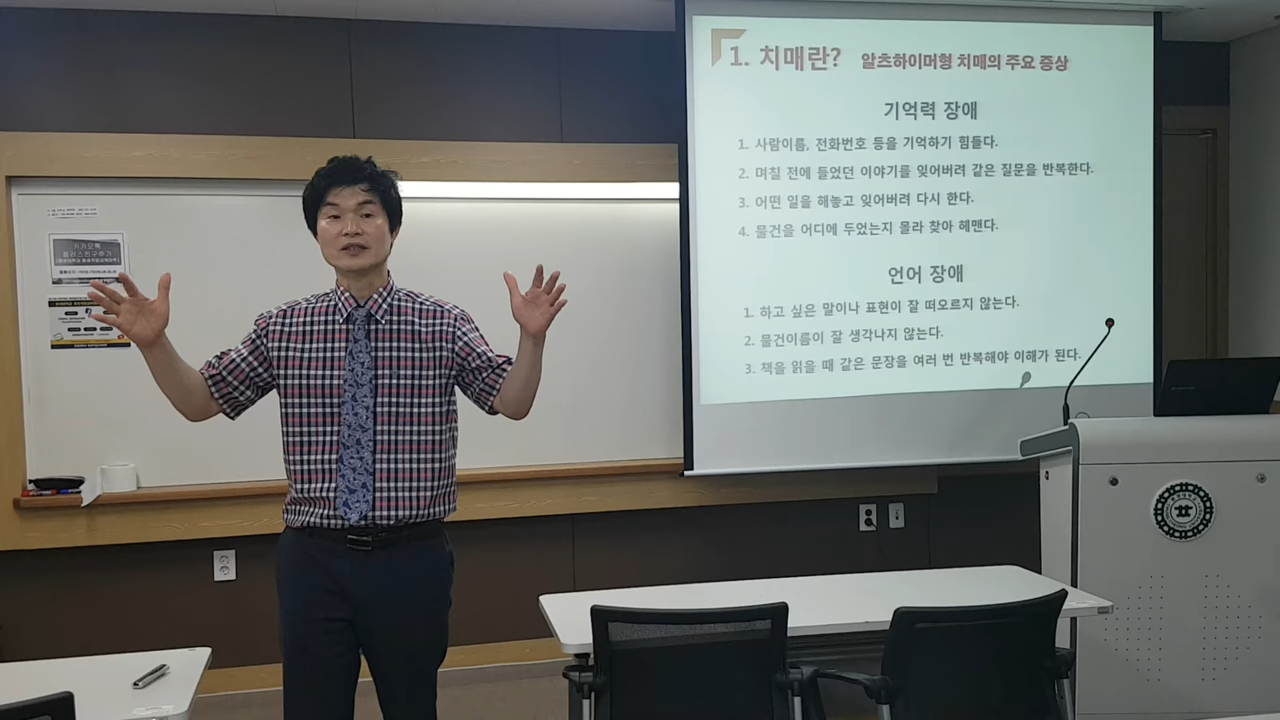 1. 치매란? 알츠하이머형 치매의 주요 증상
기억력 장애
1. 사람이름, 전화번호 등을 기억하기 힘들다.
2. 며칠 전에 들었던 이야기를 잊어버려 같은 질문을 반복한다.
3. 어떤 일을 해놓고 잊어버려 다시 한다.
4. 물건을 어디에 두었는지 몰라 찾아 헤맨다.
언어 장애
1. 하고 싶은 말이나 표현이 잘 떠오르지 않는다.
2. 물건이름이 잘 생각나지 않는다.
3. 책을 읽을 때 같은 문장을 여러 번 반복해야 이해가 된다.
카카오톡
플러스친구추가